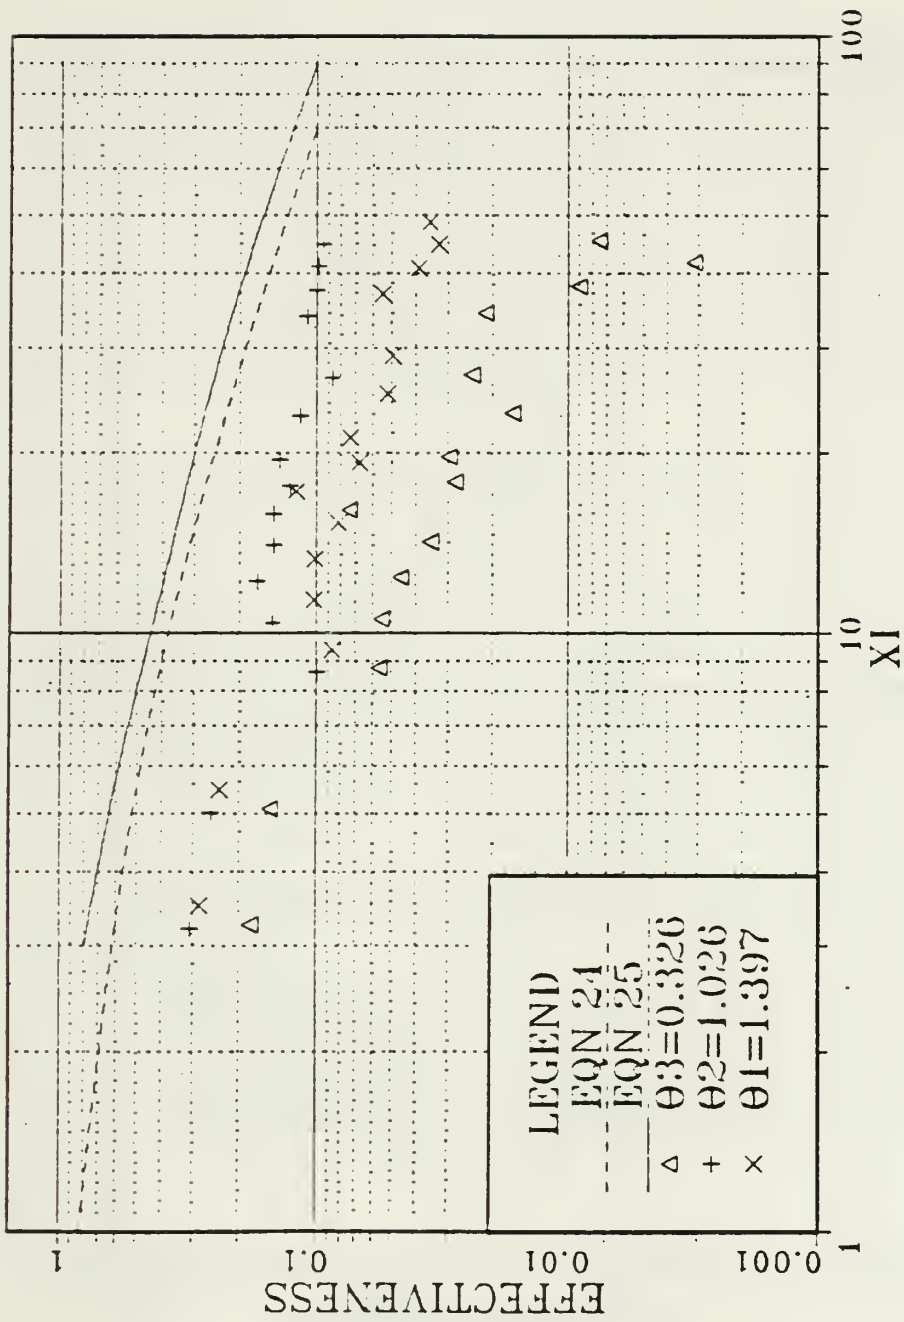 EFFECTIVENESS
1
0.1
0.01
0.001
1
10
100
XI
LEGEND
EQN 24
EQN 25
θ3=0.326
θ2=1.026
θ1=1.397